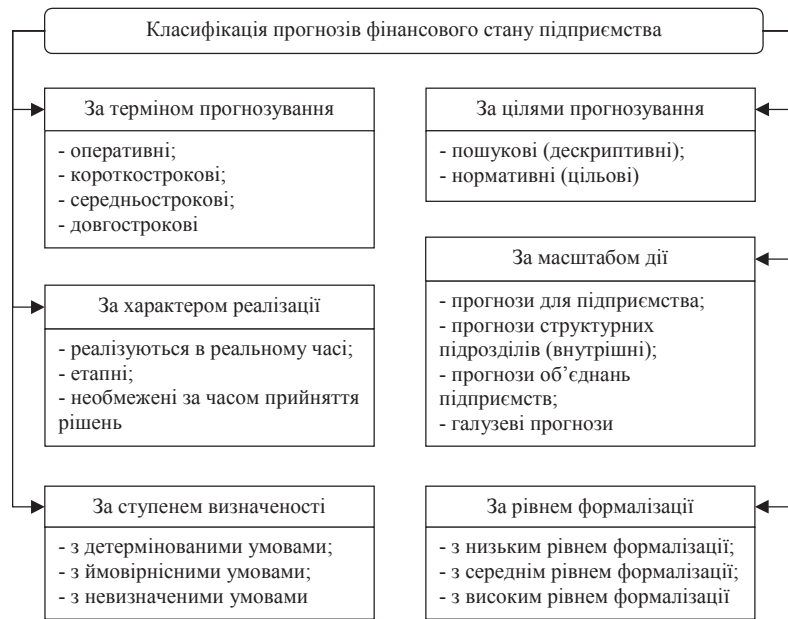 Класифікація прогнозів фінансового стану підприємства
За терміном прогнозування
- оперативні;
- короткострокові;
- середньострокові;
- довгострокові
За характером реалізації
- реалізуються в реальному часі;
- етапні;
- необмежені за часом прийняття
рішень
За ступенем визначеності
- з детермінованими умовами;
- з ймовірнісними умовами;
- з невизначеними умовами
За цілями прогнозування
- пошукові (дескриптивні);
- нормативні (цільові)
За масштабом дії
- прогнози для підприємства;
- прогнози структурних
підрозділів (внутрішні);
- прогнози об’єднань
підприємств;
- галузеві прогнози
За рівнем формалізації
- з низьким рівнем формалізації;
- з середнім рівнем формалізації;
- з високим рівнем формалізації